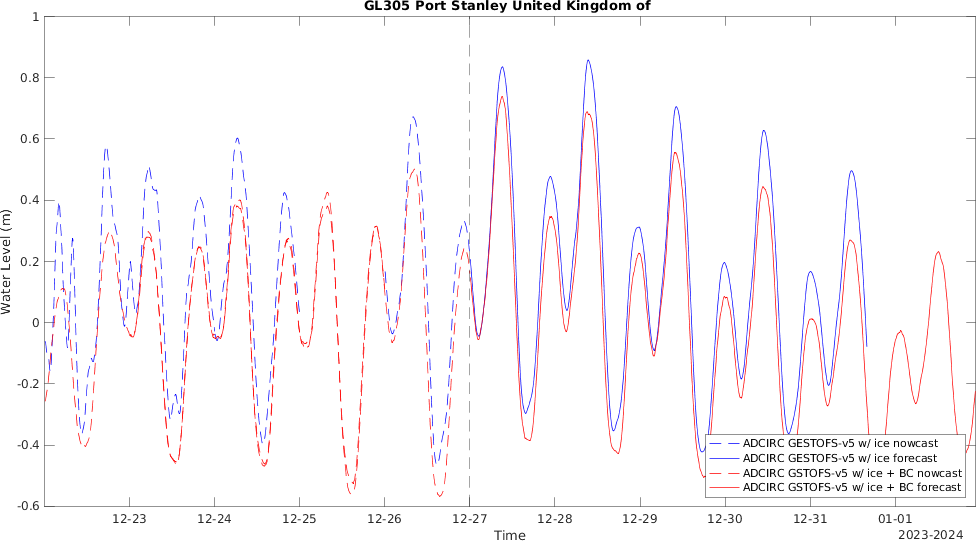 GL305 Port Stanley United Kingdom of
1
0.8
0.6
0.4
0.2
0
-0.2
-0.4
-0.6
Water Level (m)
12-23
12-24
12-25
12-26
12-27
12-28
12-29
12-30
12-31
01-01
Time
2023-2024
ADCIRC GESTOFS-v5 w/ ice nowcast
ADCIRC GESTOFS-v5 w/ ice forecast
ADCIRC GSTOFS-v5 w/ ice + BC nowcast
ADCIRC GSTOFS-v5 w/ ice + BC forecast